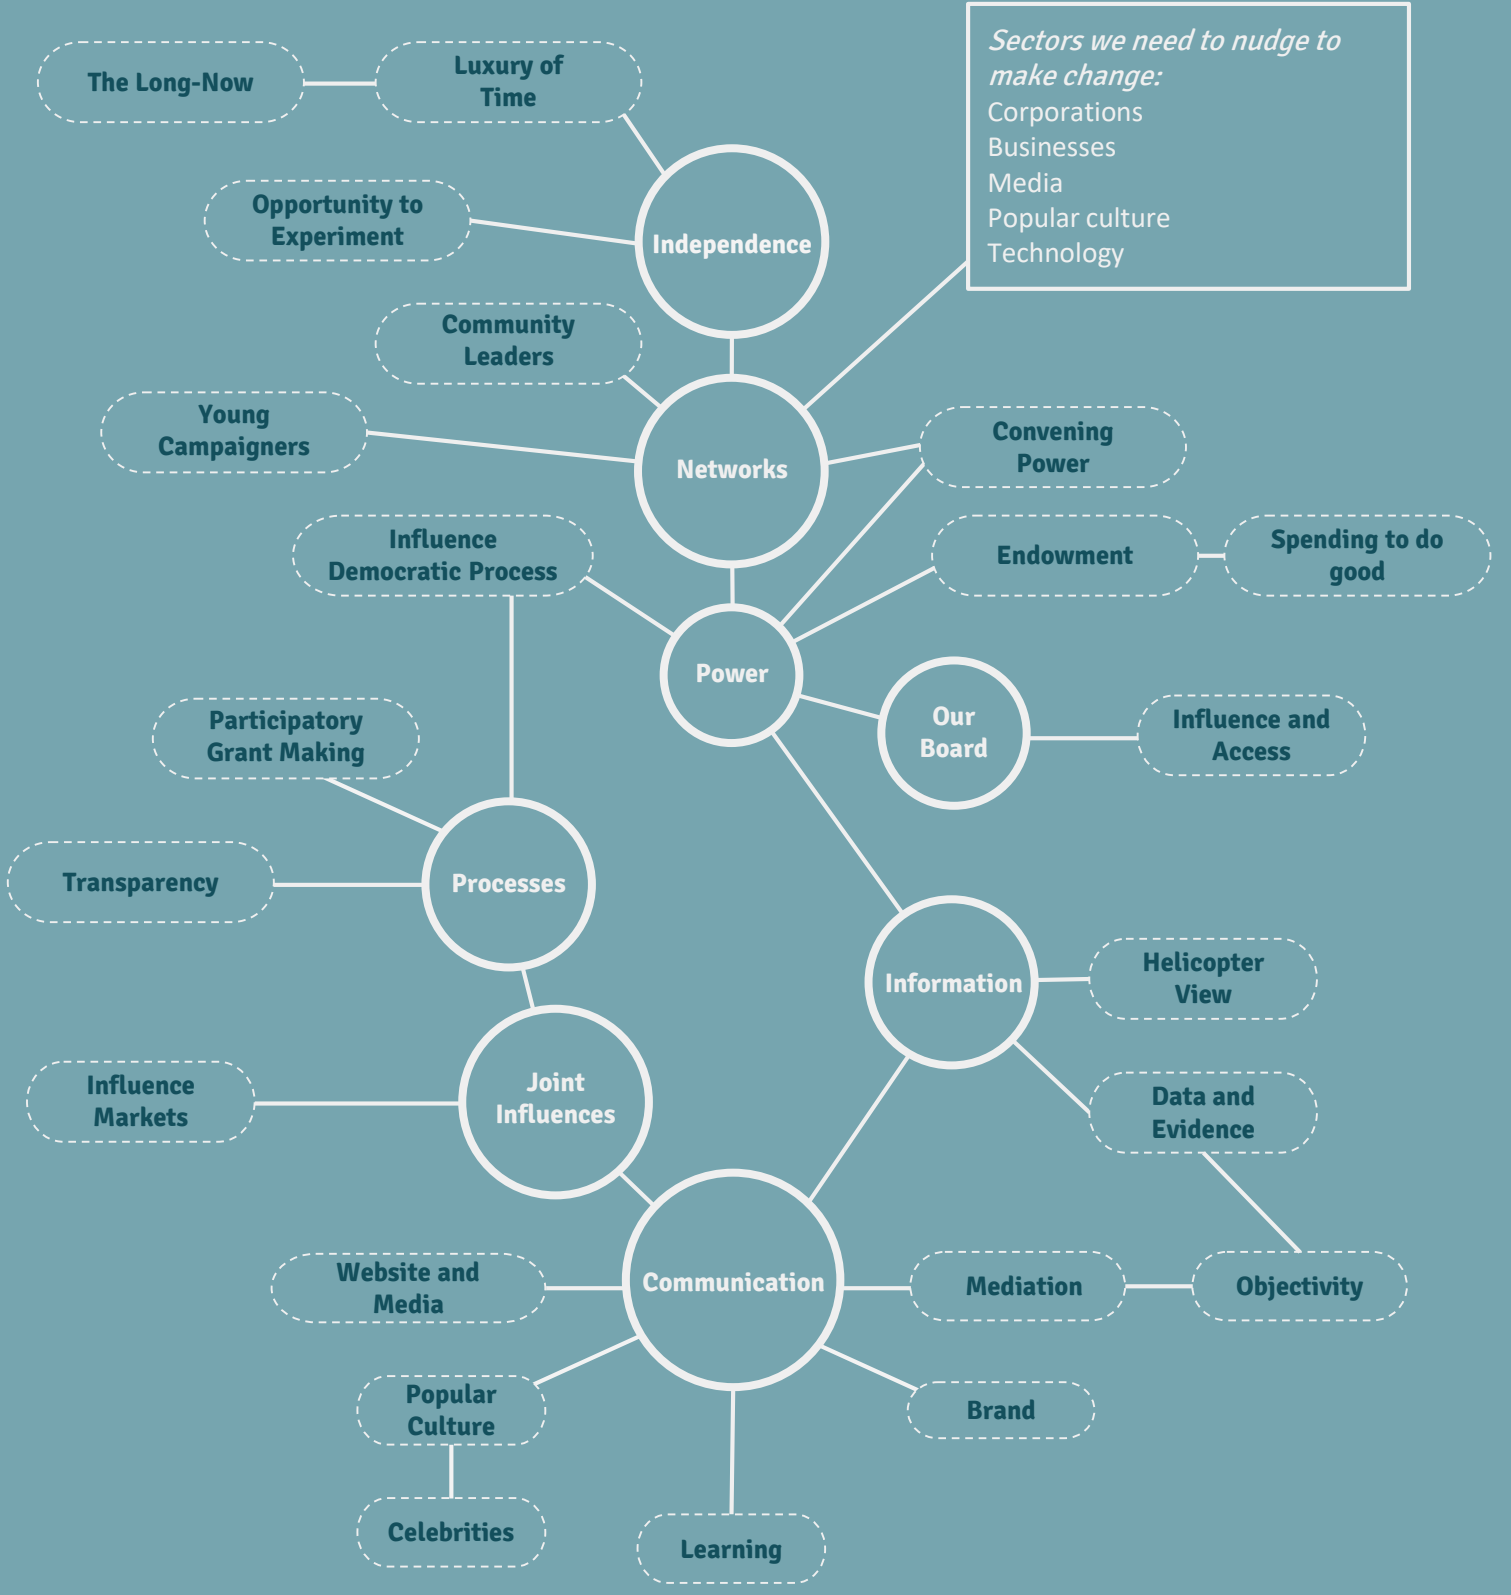 Sectors we need to nudge to
make change:
Corporations
Businesses
Media
Popular culture
Technology
The Long-Now
Luxury of
Time
Opportunity to
Experiment
Independence
Community
Leaders
Young
Campaigners
Networks
Convening
Power
Influence
Democratic Process
Endowment
Spending to do
good
Power
Our
Board
Influence and
Access
Participatory
Grant Making
Transparency
Processes
Information
Helicopter
View
Joint
Influences
Influence
Markets
Data and
Evidence
Website and
Media
Communication
Mediation
Objectivity
Popular
Culture
Brand
Celebrities
Learning